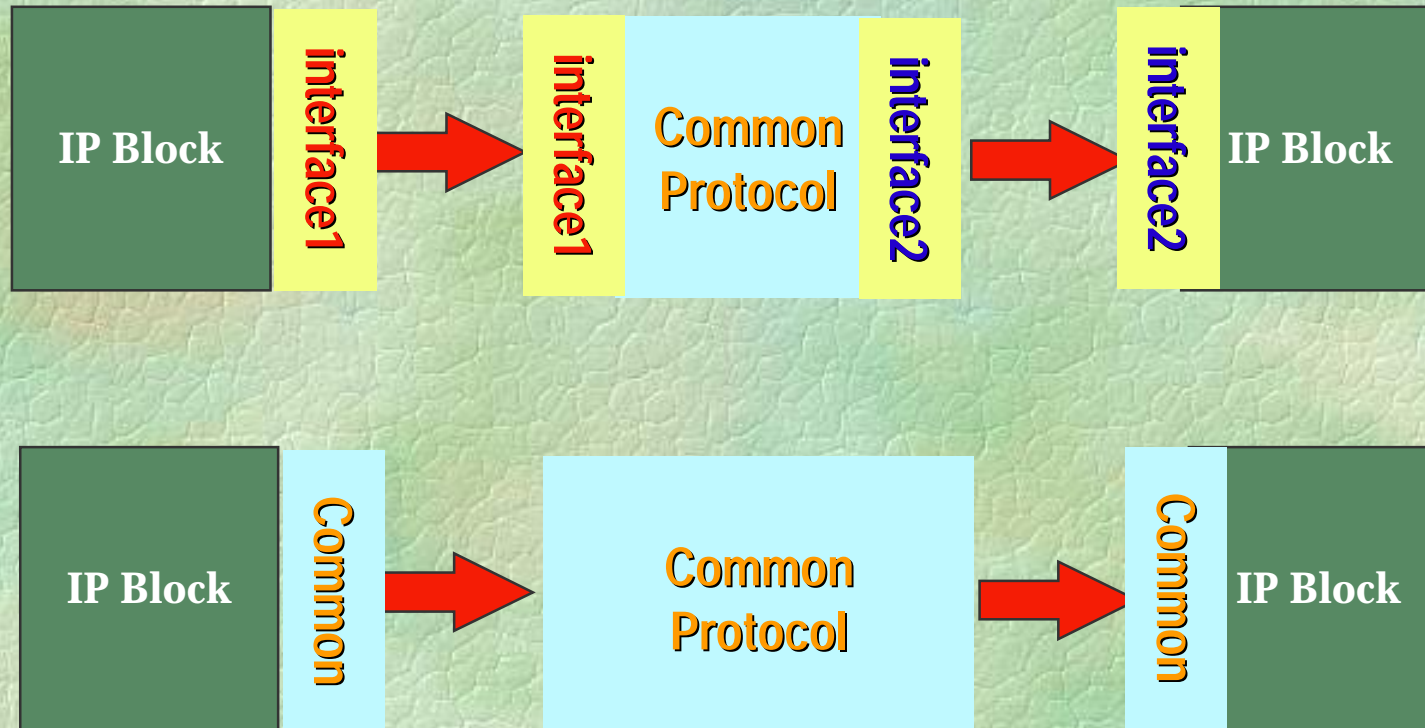 IP Block
interface1
interface1
Common
Protocol
interface2
interface2
IP Block
IP Block
Common
Common
Protocol
Common
IP Block